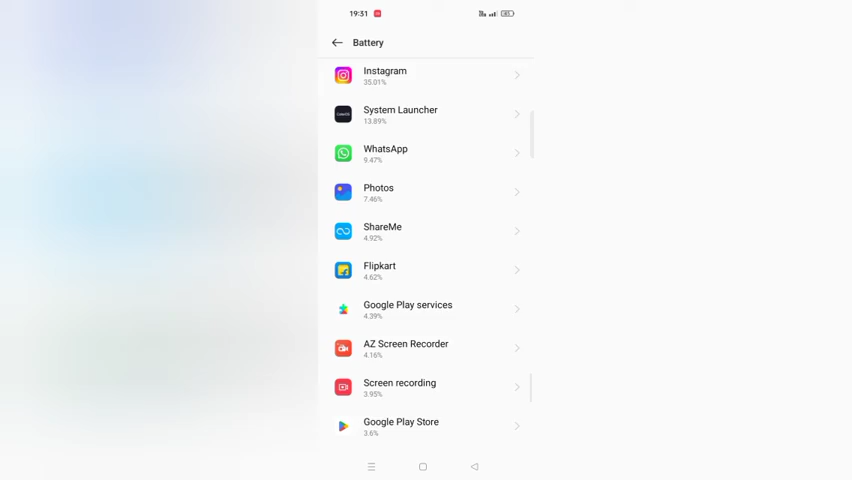 19:31
Battery
Instagram
35.01%
System Launcher
13.89%
WhatsApp
9.47%
Photos
7.46%
ShareMe
4.92%
Flipkart
4.62%
Google Play services
4.39%
AZ Screen Recorder
4.16%
Screen recording
3.95%
Google Play Store
3.6%